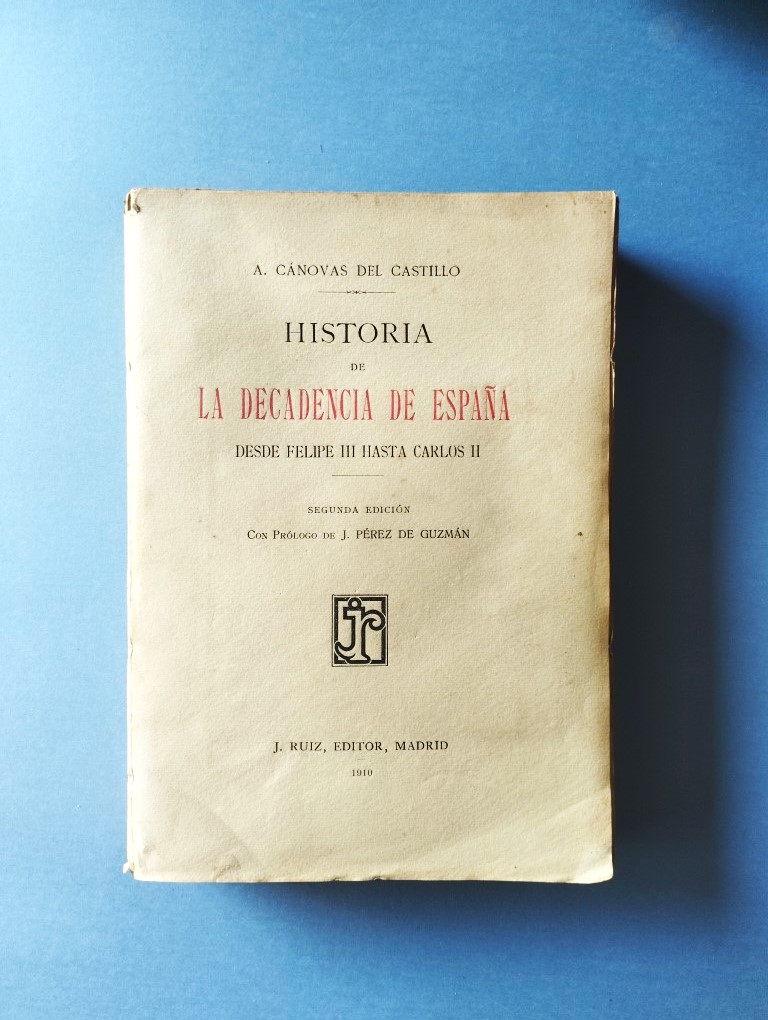 A. CÁNOVAS DEL CASTILLO
HISTORIA
DE
LA DECADENCIA DE ESPAÑA
DESDE FELIPE III HASTA CARLOS II
SEGUNDA EDICIÓN
CON PRÓLOGO DE J. PÉREZ DE GUZMÁN
jr
J. RUIZ, EDITOR, MADRID
1910